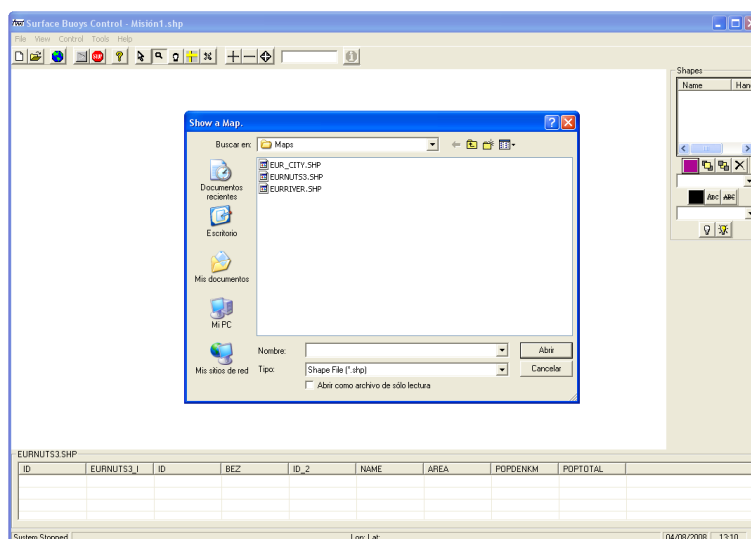 Surface Buoys Control - Misión1.shp
File View Control Tools Help
STOP
Shapes
Name
Show a Map.
Buscar en: Maps
EUR_CITY.SHP
EURNUTS3.SHP
EURRIVER.SHP
Documentos recientes
Escritorio
Mis documentos
Mi PC
Mis sitios de red
Nombre:
Abrir
Tipo: Shape File (*.shp)
Cancelar
Abrir como archivo de sólo lectura
ABC ABC
EURNUTS3.SHP
ID EURNUTS3_I ID BEZ ID_2 NAME AREA POPDENKM POPTOTAL
System Stopped Lon: Lat: 04/08/2008 13:10